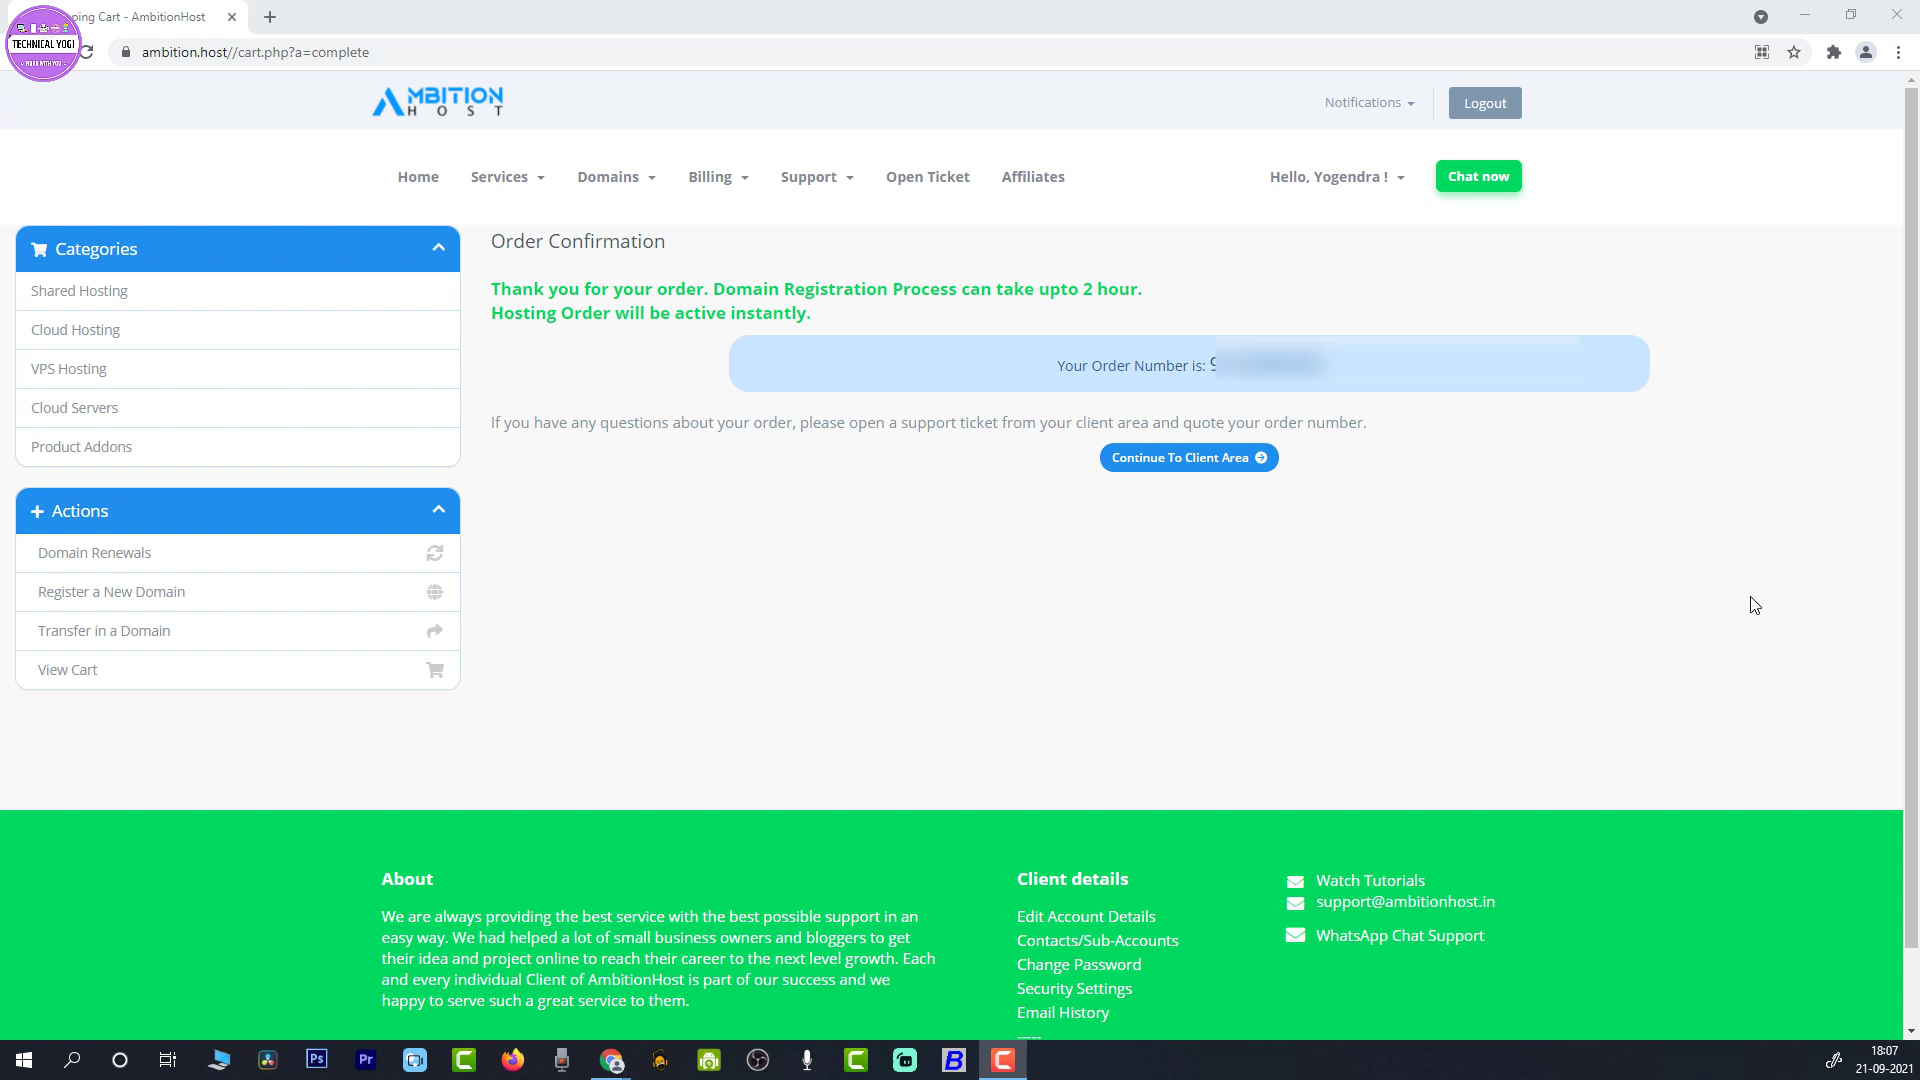 ping Cart - AmbitionHost
TECHNICAL YOGI
WORK WITH YOU
ambition.host//cart.php?a=complete
AMBITION
HOST
Notifications
Logout
Home
Services
Domains
Billing
Support
Open Ticket
Affiliates
Hello, Yogendra !
Chat now
Categories
Shared Hosting
Cloud Hosting
VPS Hosting
Cloud Servers
Product Addons
Actions
Domain Renewals
Register a New Domain
Transfer in a Domain
View Cart
Order Confirmation
Thank you for your order. Domain Registration Process can take upto 2 hour.
Hosting Order will be active instantly.
Your Order Number is: 9
If you have any questions about your order, please open a support ticket from your client area and quote your order number.
Continue To Client Area
About
We are always providing the best service with the best possible support in an
easy way. We had helped a lot of small business owners and bloggers to get
their idea and project online to reach their career to the next level growth. Each
and every individual Client of AmbitionHost is part of our success and we
happy to serve such a great service to them.
Client details
Edit Account Details
Contacts/Sub-Accounts
Change Password
Security Settings
Email History
-----
Watch Tutorials
support@ambitionhost.in
WhatsApp Chat Support
Ps
Pr
B
18:07
21-09-2021